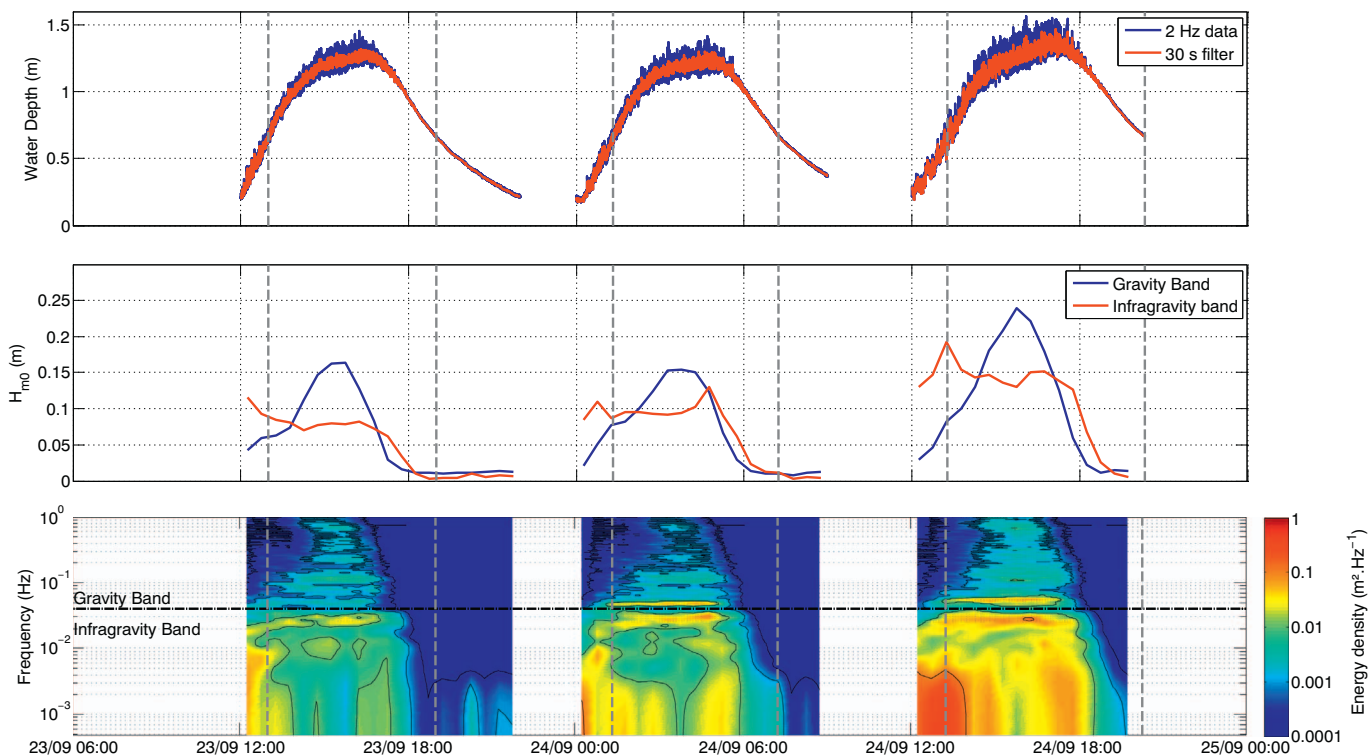 1.5
1
0.5
0
Water Depth (m)
2 Hz data
30 s filter
0.25
0.2
0.15
0.1
0.05
0
Hm0 (m)
Gravity Band
Infragravity band
10⁰
10⁻¹
10⁻²
10⁻³
Frequency (Hz)
Gravity Band
Infragravity Band
1
0.1
0.01
0.001
0.0001
Energy density (m².Hz⁻¹)
23/09 06:00 23/09 12:00 23/09 18:00 24/09 00:00 24/09 06:00 24/09 12:00 24/09 18:00 25/09 00:00